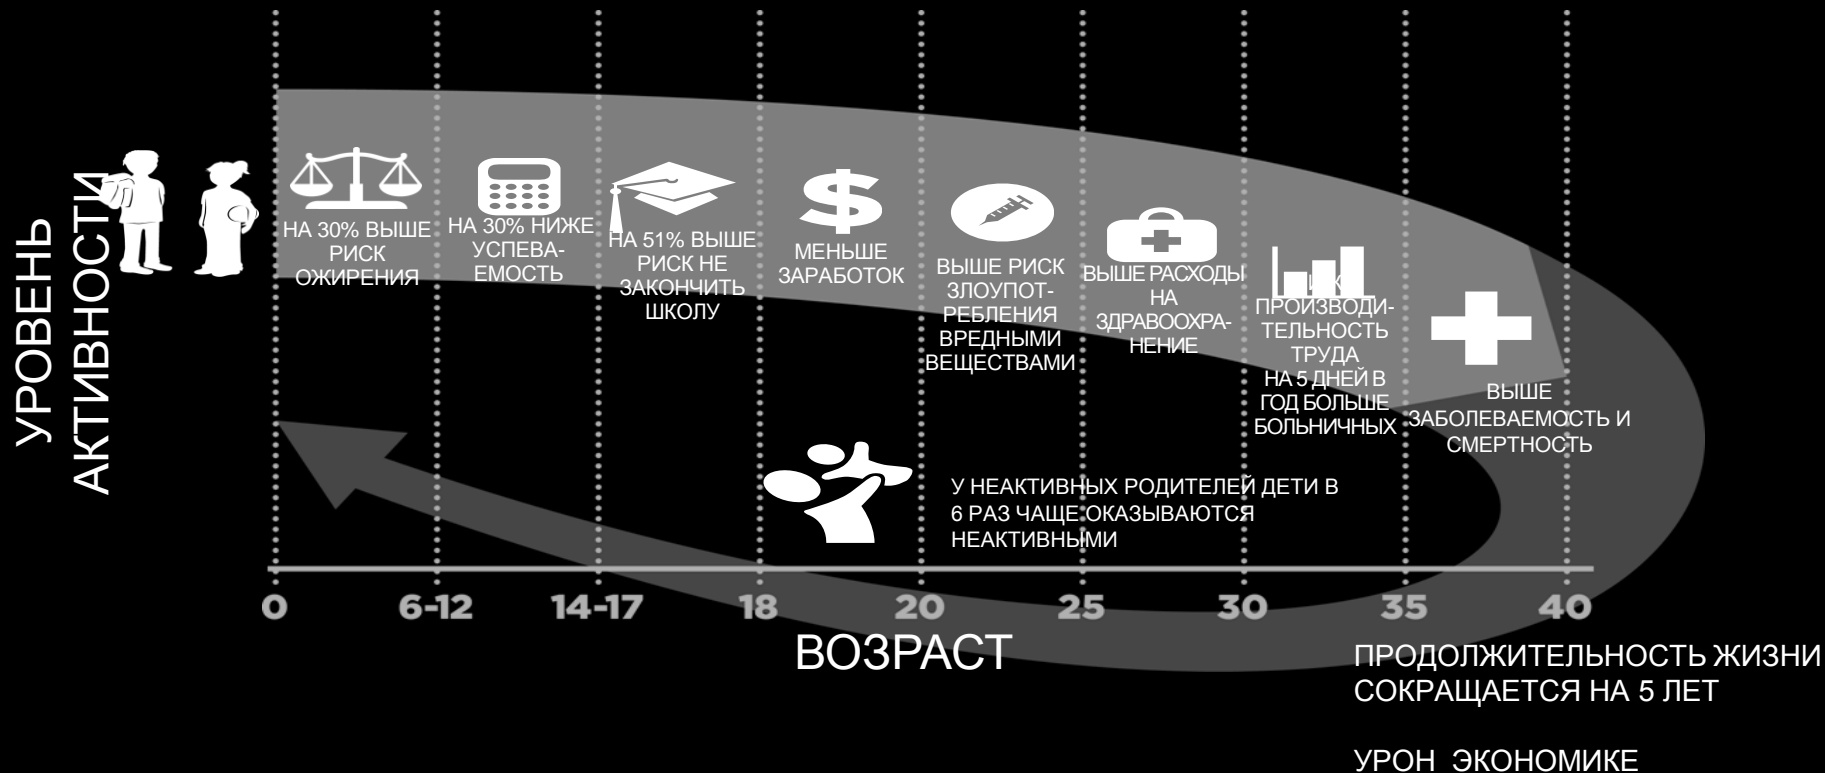 УРОВЕНЬ
АКТИВНОСТИ
НА 30% ВЫШЕ
РИСК
ОЖИРЕНИЯ
НА 30% НИЖЕ
УСПЕВА-
ЕМОСТЬ
НА 51% ВЫШЕ
РИСК НЕ
ЗАКОНЧИТЬ
ШКОЛУ
МЕНЬШЕ
ЗАРАБОТОК
ВЫШЕ РИСК
ЗЛОУПОТ-
РЕБЛЕНИЯ
ВРЕДНЫМИ
ВЕЩЕСТВАМИ
ВЫШЕ РАСХОДЫ
НА
ЗДРАВООХРА-
НЕНИЕ
ПРОИЗВОДИ-
ТЕЛЬНОСТЬ
ТРУДА
НА 5 ДНЕЙ В
ГОД БОЛЬШЕ
БОЛЬНИЧНЫХ
ВЫШЕ
ЗАБОЛЕВАЕМОСТЬ И
СМЕРТНОСТЬ
У НЕАКТИВНЫХ РОДИТЕЛЕЙ ДЕТИ В
6 РАЗ ЧАЩЕ ОКАЗЫВАЮТСЯ
НЕАКТИВНЫМИ
0 6-12 14-17 18 20 25 30 35 40
ВОЗРАСТ
ПРОДОЛЖИТЕЛЬНОСТЬ ЖИЗНИ
СОКРАЩАЕТСЯ НА 5 ЛЕТ
УРОН ЭКОНОМИКЕ